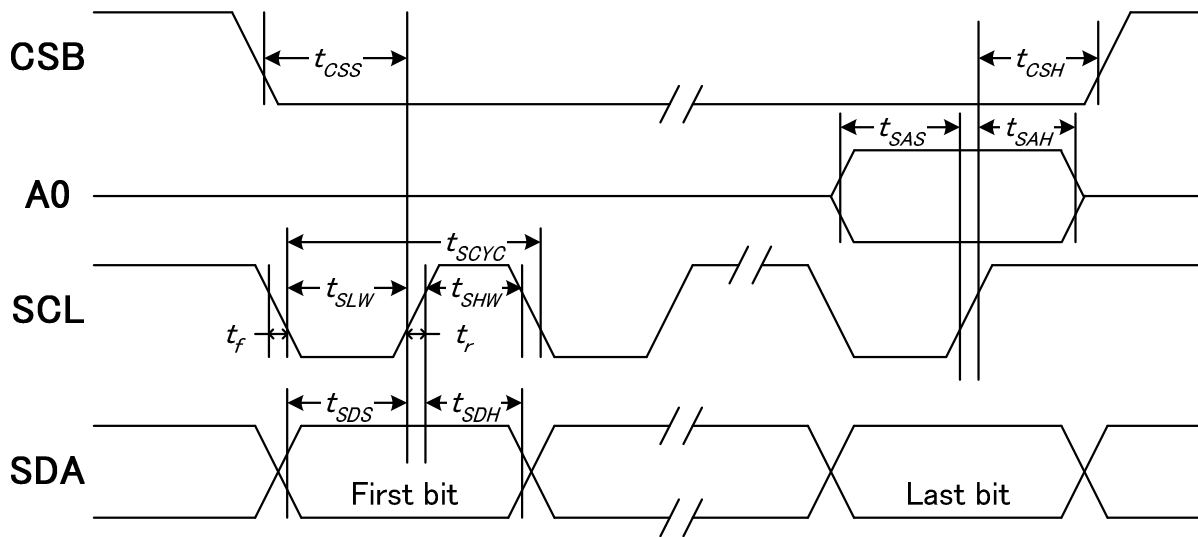 CSB
tCSS
tCSH
A0
tSAS
tSAH
SCL
tSCYC
tSLW
tSHW
tf
tr
SDA
tSDS
tSDH
First bit
Last bit